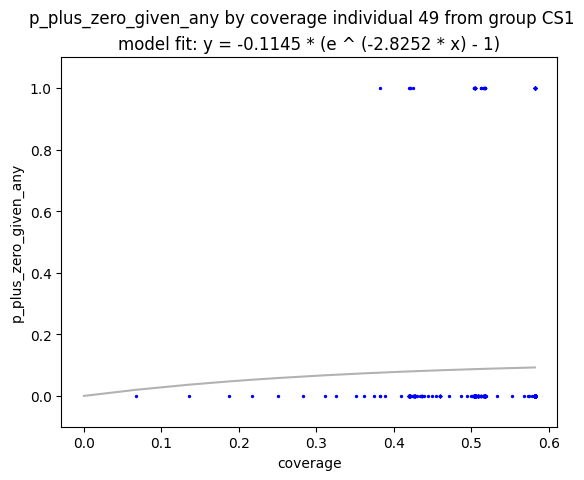 p_plus_zero_given_any by coverage individual 49 from group CS1
model fit: y = -0.1145 * (e ^ (-2.8252 * x) - 1)
1.0
0.8
0.6
0.4
0.2
0.0
p_plus_zero_given_any
0.0 0.1 0.2 0.3 0.4 0.5 0.6
coverage